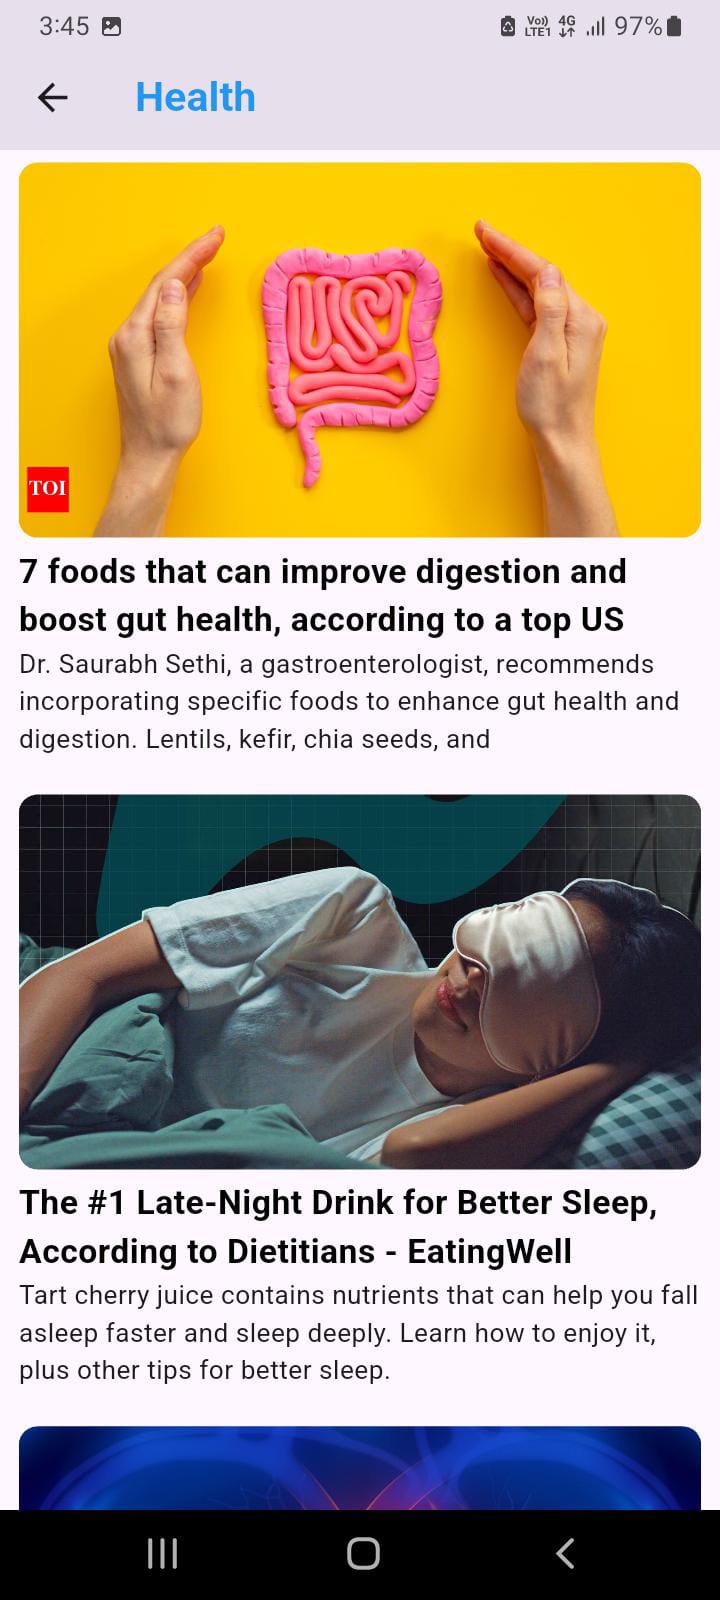 3:45
Vo))
LTE1
4G
97%
Health
TOI
7 foods that can improve digestion and
boost gut health, according to a top US
Dr. Saurabh Sethi, a gastroenterologist, recommends
incorporating specific foods to enhance gut health and
digestion. Lentils, kefir, chia seeds, and
The #1 Late-Night Drink for Better Sleep,
According to Dietitians - EatingWell
Tart cherry juice contains nutrients that can help you fall
asleep faster and sleep deeply. Learn how to enjoy it,
plus other tips for better sleep.